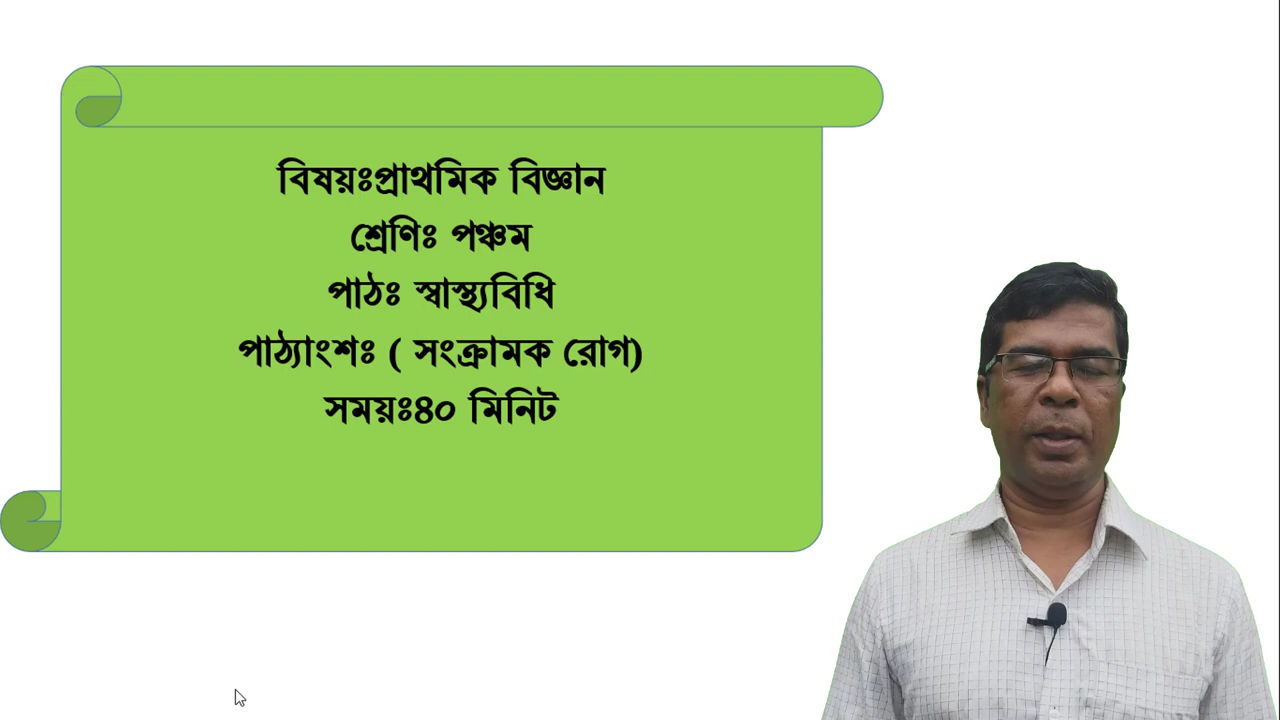 বিষয়ঃপ্রাথমিক বিজ্ঞান
শ্রেণিঃ পঞ্চম
পাঠঃ স্বাস্থ্যবিধি
পাঠ্যাংশঃ ( সংক্রামক রোগ)
সময়ঃ৪০ মিনিট